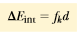 ΔE_int = f_k d